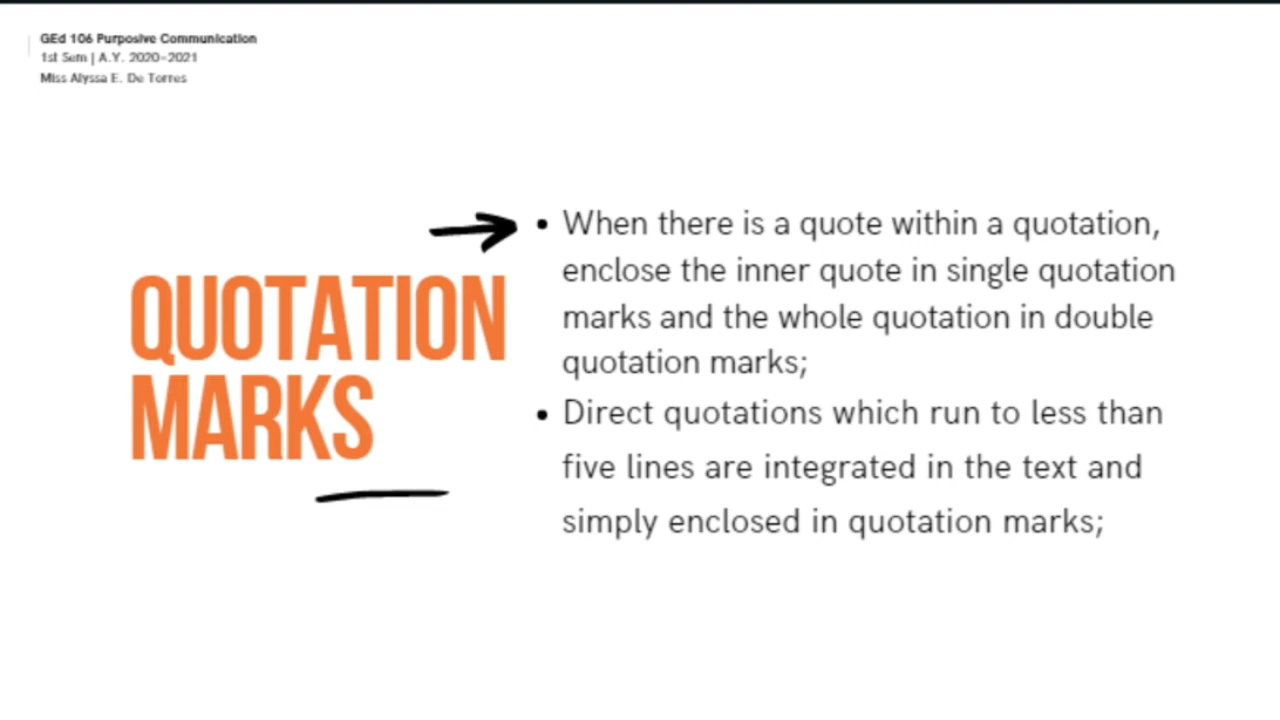 GEd 106 Purposive Communication
1st Sem | A.Y. 2020-2021
Miss Alyssa E. De Torres
QUOTATION
MARKS
• When there is a quote within a quotation,
enclose the inner quote in single quotation
marks and the whole quotation in double
quotation marks;
• Direct quotations which run to less than
five lines are integrated in the text and
simply enclosed in quotation marks;